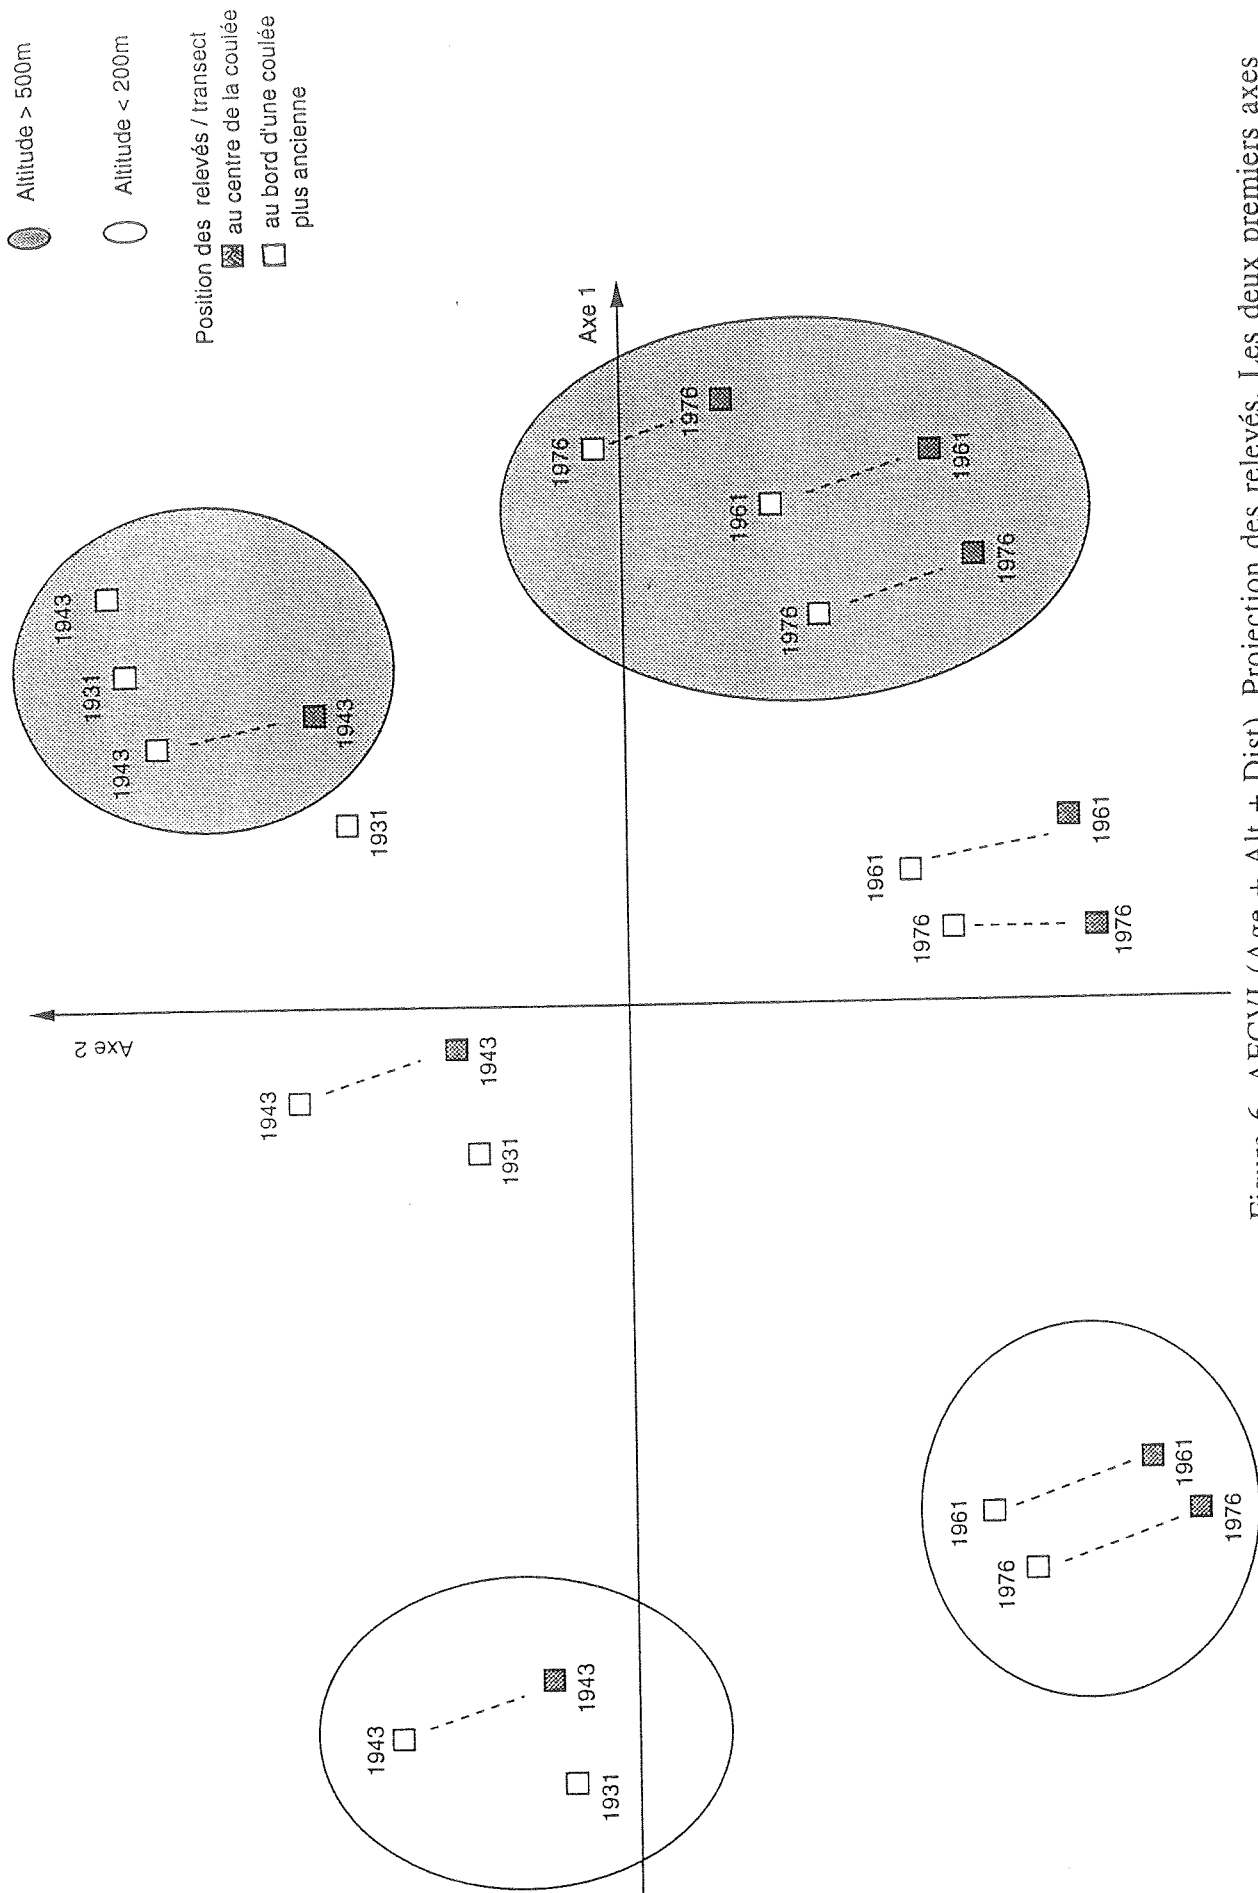 Altitude > 500m
Altitude < 200m
Position des relevés / transect
au centre de la coulée
au bord d'une coulée
plus ancienne
Axe 2
Axe 1
1943
1931
1943
1943
1931
1943
1943
1931
1976
1976
1961
1961
1976
1976
1961
1961
1976
1976
1943
1943
1931
1961
1961
1976
1976
Figure 6. AFCVI (Age + Alt + Dist). Projection des relevés. Les deux premiers axes